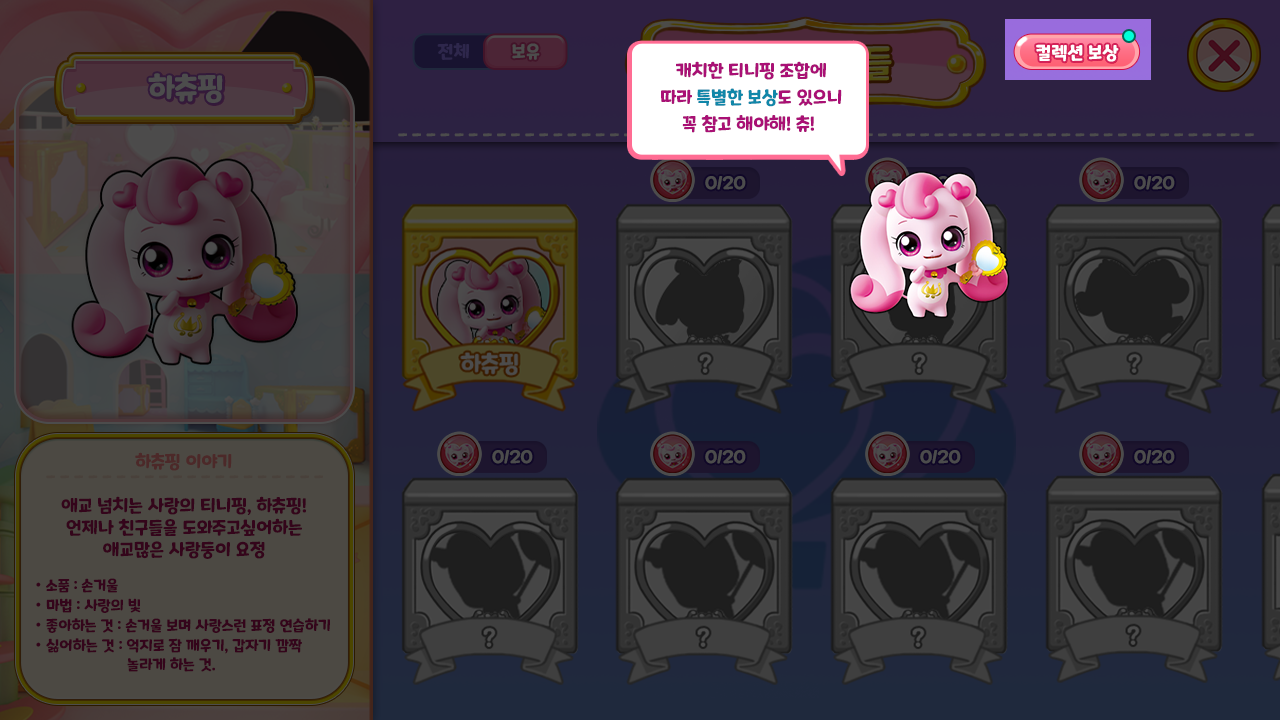 하츄핑
전체
보유
들
컬렉션 보상
캐치한 티니핑 조합에
따라 특별한 보상도 있으니
꼭 참고 해야해! 츄!
0/20
0/20
하츄핑
?
?
?
하츄핑 이야기
애교 넘치는 사랑의 티니핑, 하츄핑!
언제나 친구들을 도와주고싶어하는
애교많은 사랑둥이 요정
• 소품 : 손거울
• 마법 : 사랑의 빛
• 좋아하는 것 : 손거울 보며 사랑스런 표정 연습하기
• 싫어하는 것 : 억지로 잠 깨우기, 갑자기 깜짝
놀라게 하는 것.
0/20
0/20
0/20
0/20
?
?
?
?